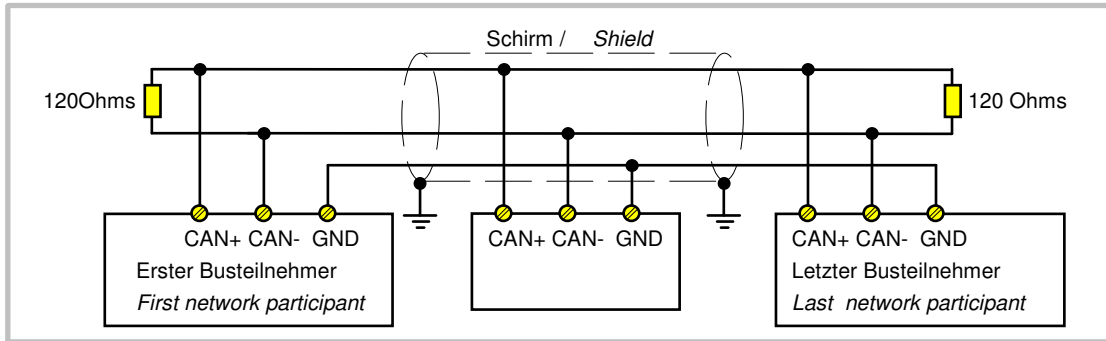 Schirm / Shield
120Ohms
120 Ohms
CAN+ CAN- GND
Erster Busteilnehmer
First network participant
CAN+ CAN- GND
CAN+ CAN- GND
Letzter Busteilnehmer
Last network participant